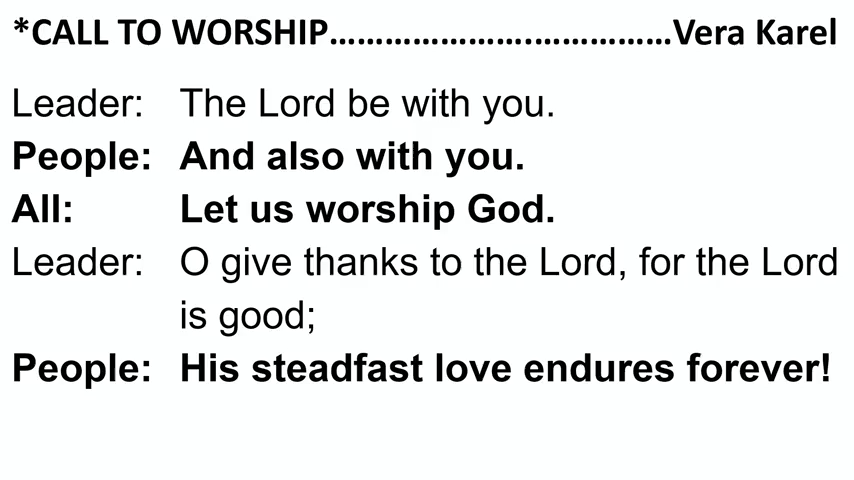 *CALL TO WORSHIP………………….……………Vera Karel
Leader: The Lord be with you.
People: And also with you.
All: Let us worship God.
Leader: O give thanks to the Lord, for the Lord
is good;
People: His steadfast love endures forever!